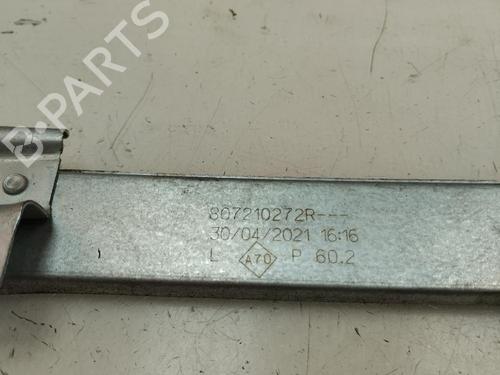 B-PARTS
807210272R---
30/04/2021 16:16
L A70 P 60.2